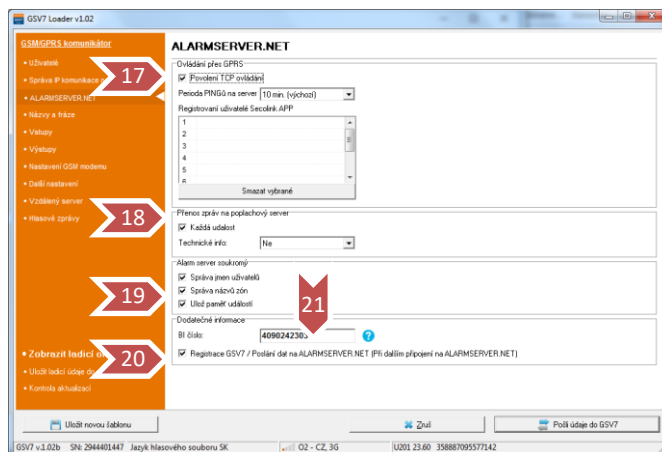 GSV7 Loader v1.02
GSM/GPRS komunikátor
• Uživatelé
• Správa IP komunikace
• ALARMSERVER.NET
• Názvy a fráze
• Vstupy
• Výstupy
• Nastavení GSM modemu
• Další nastavení
• Vzdálený server
• Hlasové zprávy
• Zobrazit ladicí
• Uložit ladicí údaje do
• Kontrola aktualizací
17
18
19
20
21
ALARMSERVER.NET
Ovládání přes GPRS
Povolení TCP ovládání
Perioda PINGů na server 10 min. (výchozí)
Registrovaní uživatelé Secolink APP
1
2
3
4
5
6
Smazat vybrané
Přenos zpráv na poplachový server
Každá udalost
Technické info: Ne
Alarm server soukromý
Správa jmen uživatelů
Správa názvů zón
Ulož paměť událostí
Dodatečné informace
BI číslo: 409024230
?
Registrace GSV7 / Poslání dat na ALARMSERVER.NET (Při dalším připojení na ALARMSERVER.NET)
Uložit novou šablonu
Zruš
Pošli údaje do GSV7
GSV7 v.1.02b SN: 2944401447 Jazyk hlasového souboru SK O2 - CZ, 3G U201 23.60 358887095577142